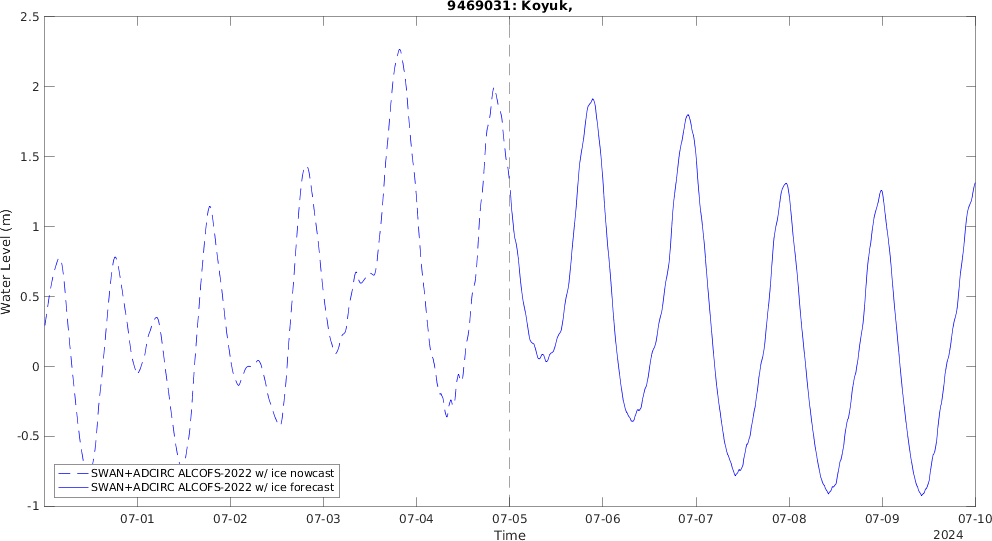 9469031: Koyuk,
Water Level (m)
2.5
2
1.5
1
0.5
0
-0.5
-1
SWAN+ADCIRC ALCOFS-2022 w/ ice nowcast
SWAN+ADCIRC ALCOFS-2022 w/ ice forecast
07-01 07-02 07-03 07-04 07-05 07-06 07-07 07-08 07-09 07-10
Time
2024